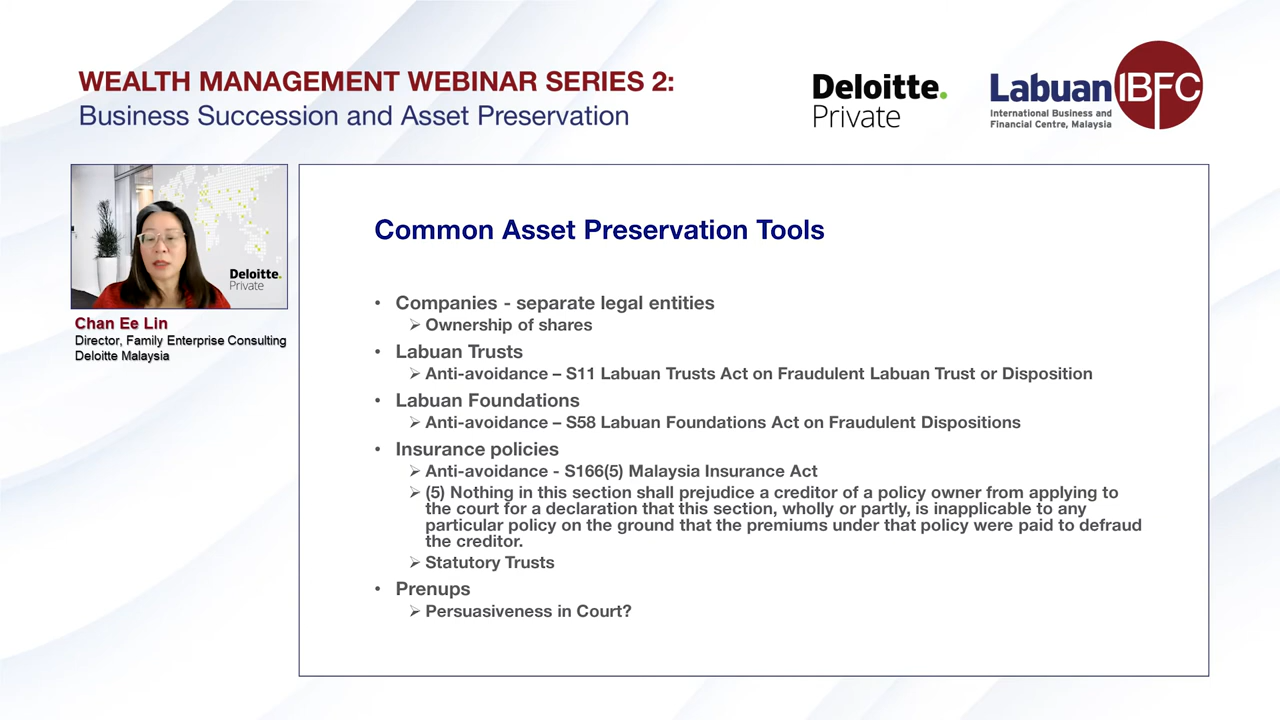 WEALTH MANAGEMENT WEBINAR SERIES 2:
Business Succession and Asset Preservation
Deloitte.
Private
Labuan IBFC
International Business and
Financial Centre, Malaysia
Deloitte.
Private
Chan Ee Lin
Director, Family Enterprise Consulting
Deloitte Malaysia
Common Asset Preservation Tools
• Companies - separate legal entities
➢ Ownership of shares
• Labuan Trusts
➢ Anti-avoidance – S11 Labuan Trusts Act on Fraudulent Labuan Trust or Disposition
• Labuan Foundations
➢ Anti-avoidance – S58 Labuan Foundations Act on Fraudulent Dispositions
• Insurance policies
➢ Anti-avoidance - S166(5) Malaysia Insurance Act
➢ (5) Nothing in this section shall prejudice a creditor of a policy owner from applying to
the court for a declaration that this section, wholly or partly, is inapplicable to any
particular policy on the ground that the premiums under that policy were paid to defraud
the creditor.
➢ Statutory Trusts
• Prenups
➢ Persuasiveness in Court?